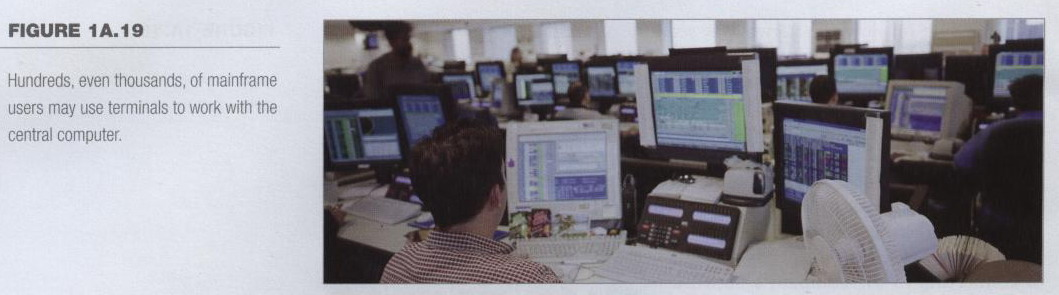 FIGURE 1A.19
Hundreds, even thousands, of mainframe
users may use terminals to work with the
central computer.